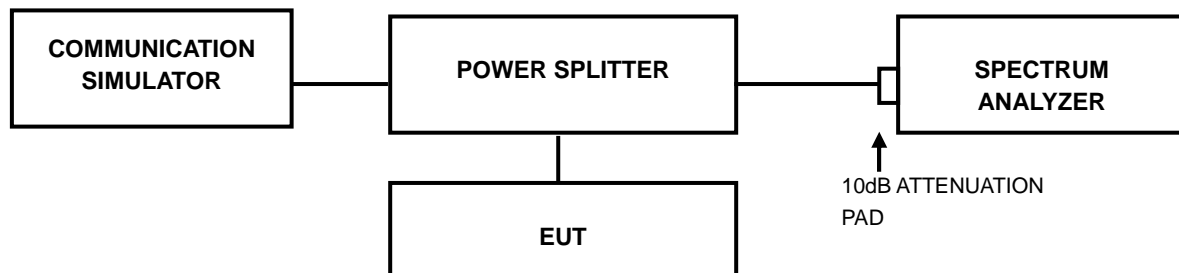 COMMUNICATION
SIMULATOR
POWER SPLITTER
SPECTRUM
ANALYZER
10dB ATTENUATION
PAD
EUT